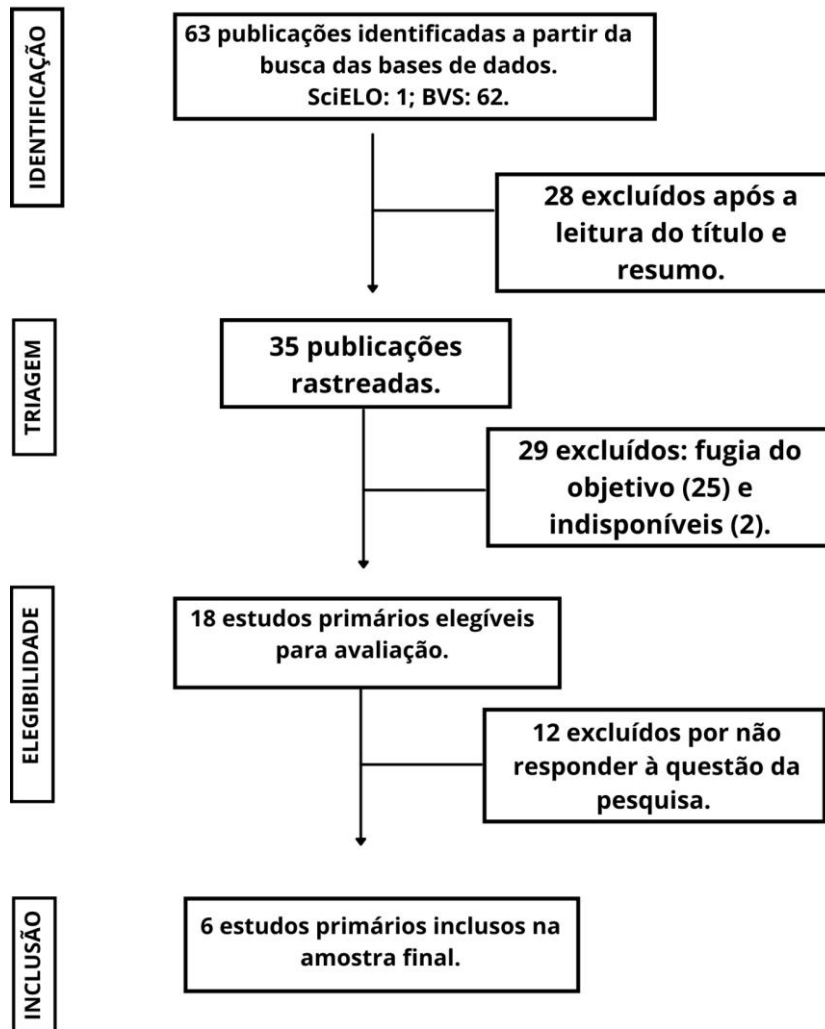 IDENTIFICAÇÃO
63 publicações identificadas a partir da
busca das bases de dados.
SciELO: 1; BVS: 62.
28 excluídos após a
leitura do título e
resumo.
TRIAGEM
35 publicações
rastreadas.
29 excluídos: fugia do
objetivo (25) e
indisponíveis (2).
ELEGIBILIDADE
18 estudos primários elegíveis
para avaliação.
12 excluídos por não
responder à questão da
pesquisa.
INCLUSÃO
6 estudos primários inclusos na
amostra final.